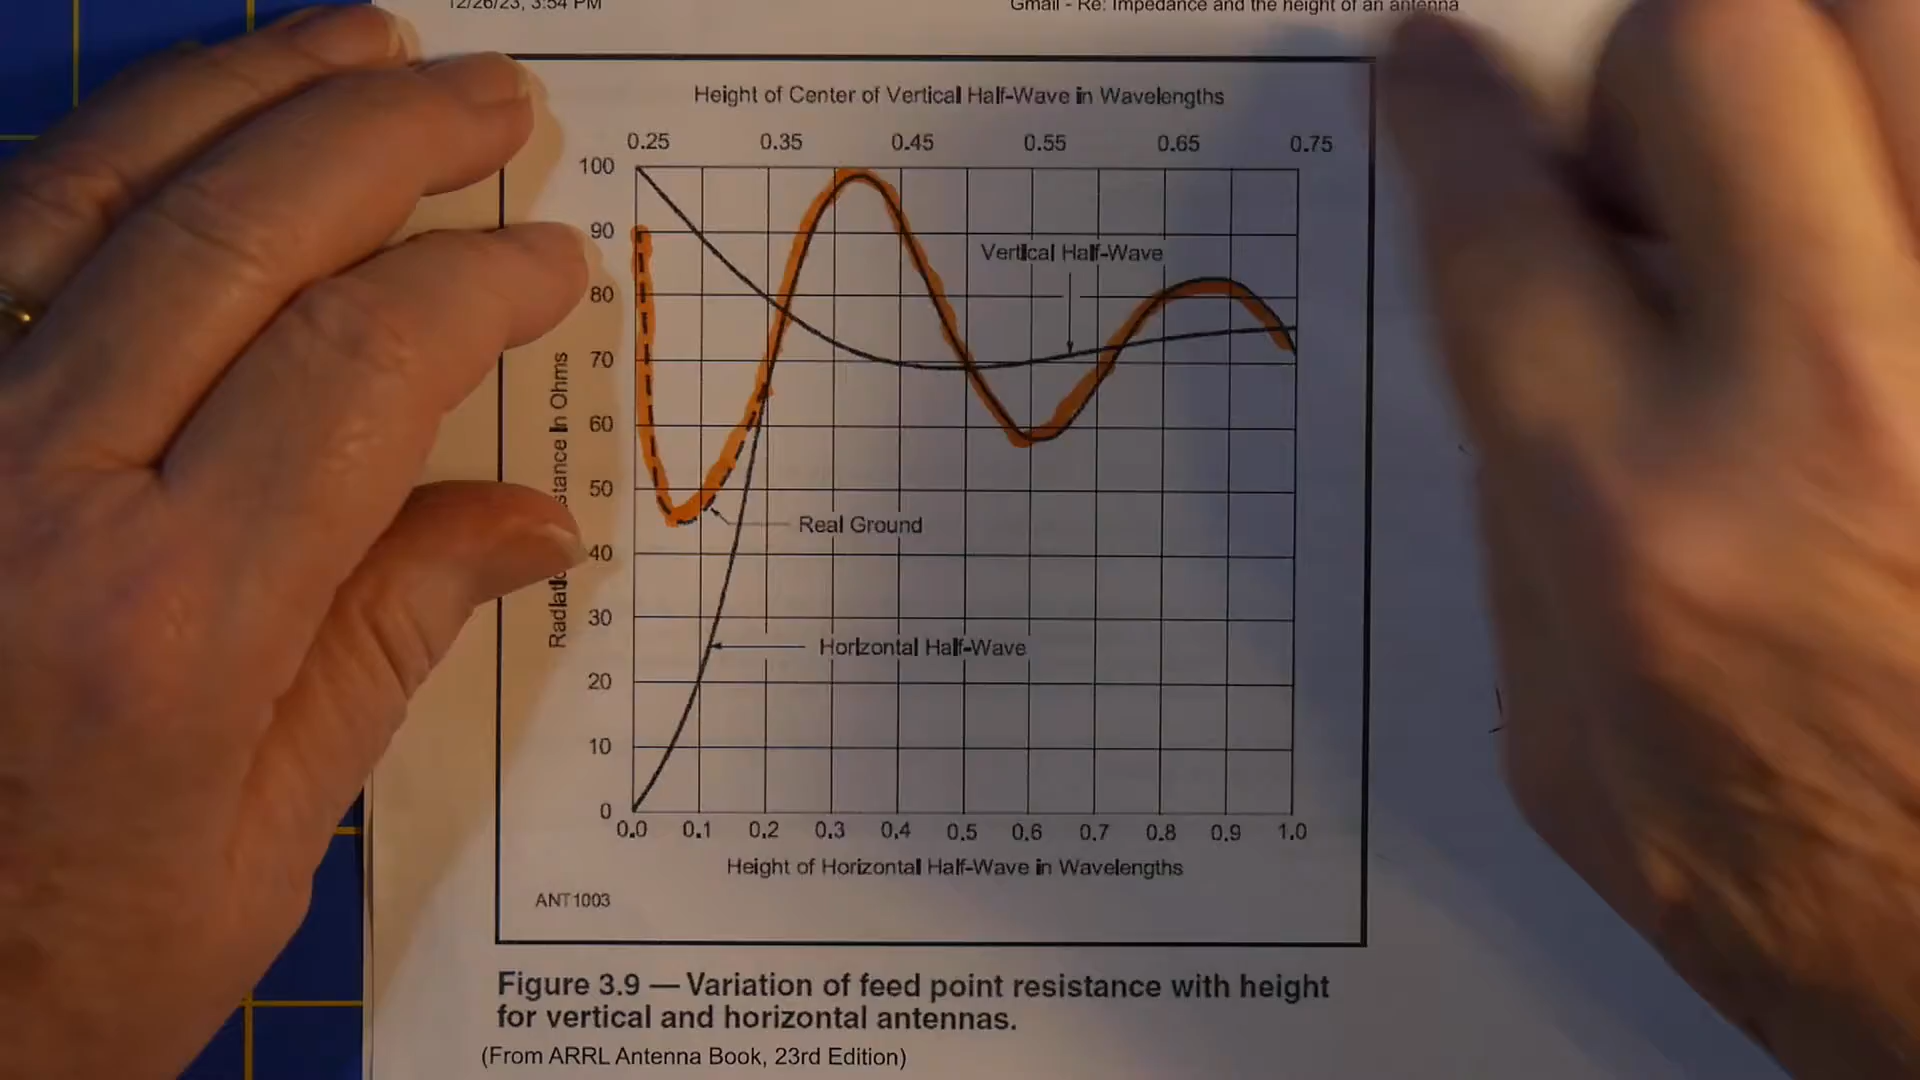 12/26/23, 3:54 PM
Gmail - Re: Impedance and the height of an antenna
Height of Center of Vertical Half-Wave in Wavelengths
0.25 0.35 0.45 0.55 0.65 0.75
100
90
Vertical Half-Wave
80
70
60
50
Real Ground
40
30
Horizontal Half-Wave
20
10
0
0.0 0.1 0.2 0.3 0.4 0.5 0.6 0.7 0.8 0.9 1.0
Height of Horizontal Half-Wave in Wavelengths
In Ohms
ANT1003
Figure 3.9 — Variation of feed point resistance with height
for vertical and horizontal antennas.
(From ARRL Antenna Book, 23rd Edition)